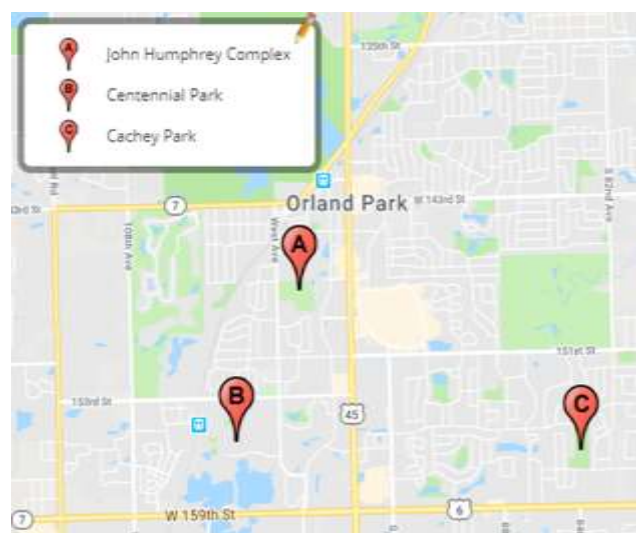 A John Humphrey Complex
B Centennial Park
C Cachey Park
135th St
7
Orland Park
W 143rd St
S 82nd Ave
108th Ave
West Ave
A
151st St
153rd St
B
45
C
7
W 159th St
6